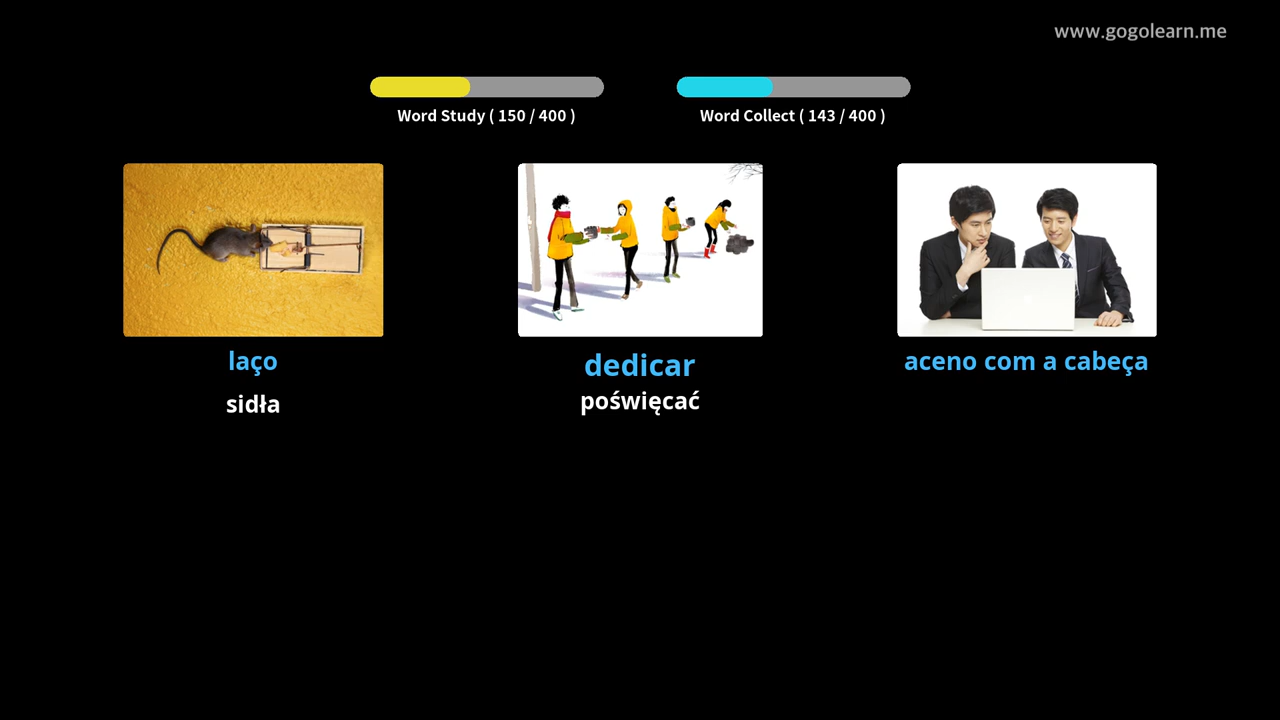 www.gogolearn.me
Word Study ( 150 / 400 )
Word Collect ( 143 / 400 )
laço
sidła
dedicar
poświęcać
aceno com a cabeça